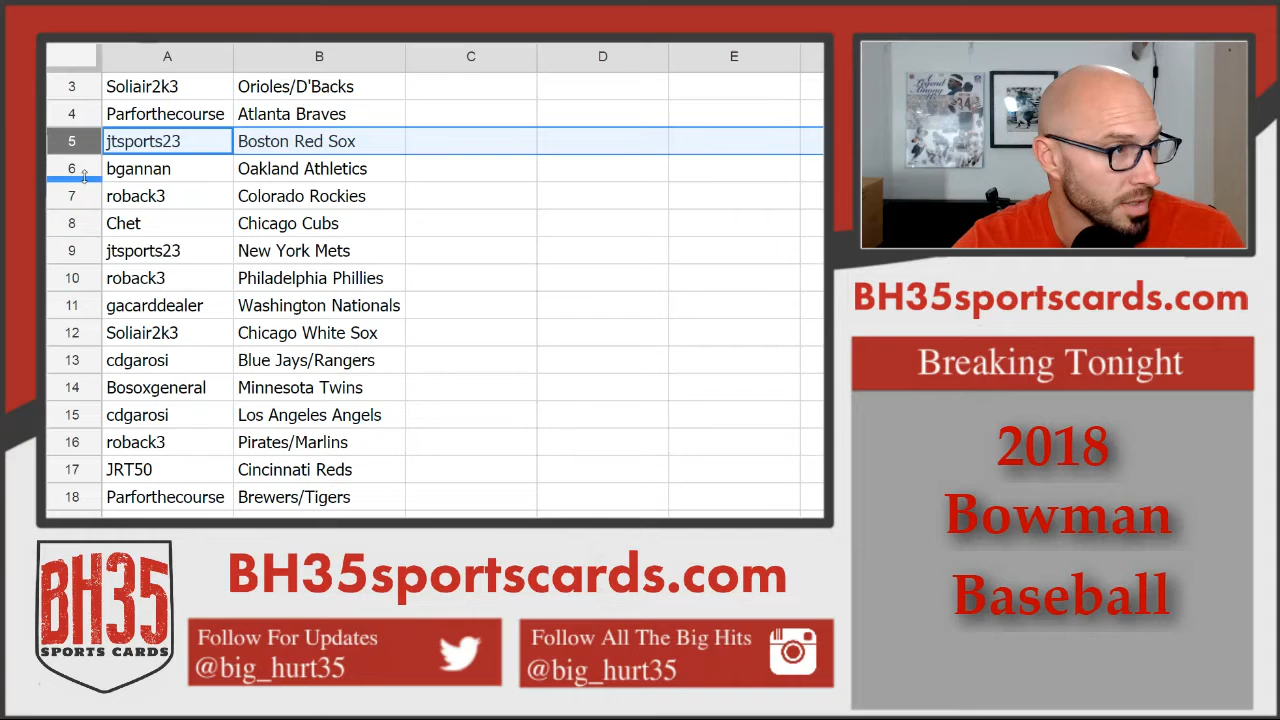 A B C D E
3 Soliair2k3 Orioles/D'Backs
4 Parforthecourse Atlanta Braves
5 jtsports23 Boston Red Sox
6 bgannan Oakland Athletics
7 roback3 Colorado Rockies
8 Chet Chicago Cubs
9 jtsports23 New York Mets
10 roback3 Philadelphia Phillies
11 gacarddealer Washington Nationals
12 Soliair2k3 Chicago White Sox
13 cdgarosi Blue Jays/Rangers
14 Bosoxgeneral Minnesota Twins
15 cdgarosi Los Angeles Angels
16 roback3 Pirates/Marlins
17 JRT50 Cincinnati Reds
18 Parforthecourse Brewers/Tigers
34
BH35sportscards.com
Breaking Tonight
2018
Bowman
Baseball
BH35
SPORTS CARDS
BH35sportscards.com
Follow For Updates
@big_hurt35
Follow All The Big Hits
@big_hurt35